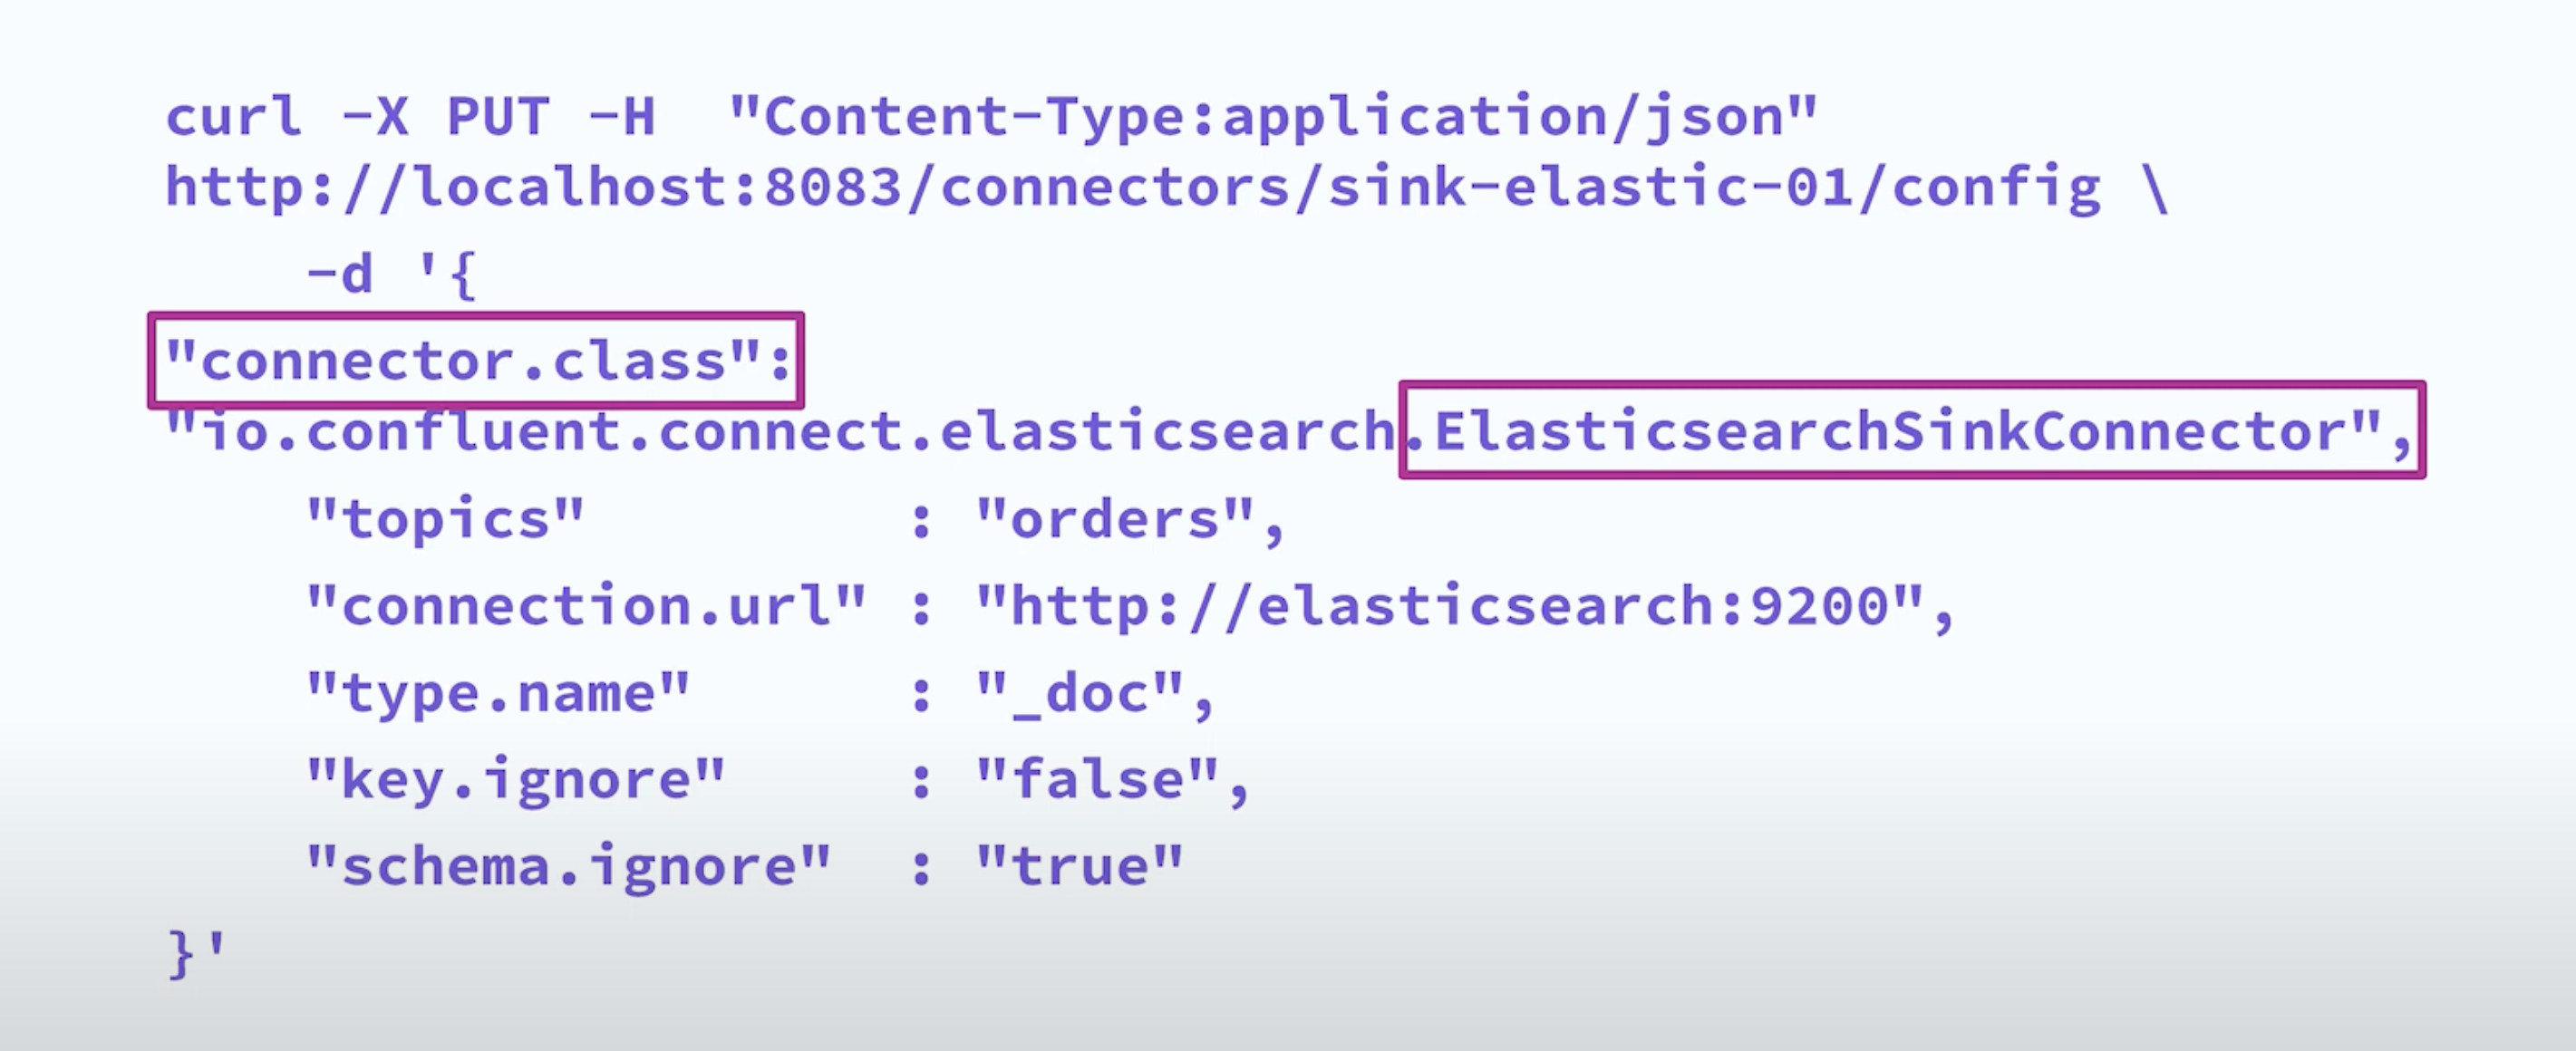 curl -X PUT -H  "Content-Type:application/json"
http://localhost:8083/connectors/sink-elastic-01/config \
    -d '{
"connector.class":
"io.confluent.connect.elasticsearch.ElasticsearchSinkConnector",
    "topics"         : "orders",
    "connection.url" : "http://elasticsearch:9200",
    "type.name"      : "_doc",
    "key.ignore"     : "false",
    "schema.ignore"  : "true"
}'